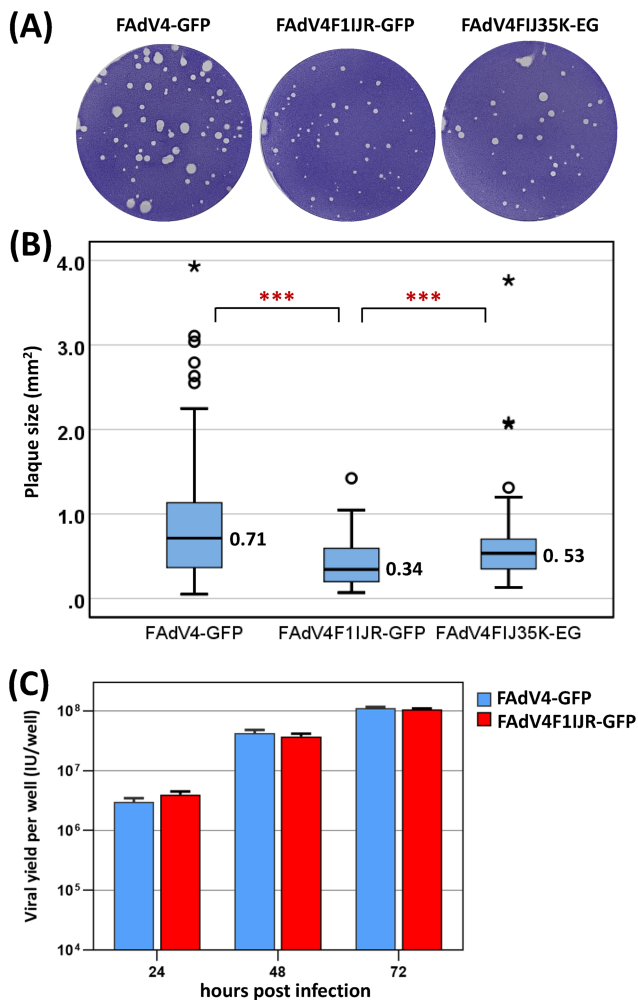 (A)
FAdV4-GFP FAdV4F1IJR-GFP FAdV4FIJ35K-EG
(B)
4.0
3.0
2.0
1.0
.0
Plaque size (mm²)
*** ***
0.71
0.34
0. 53
FAdV4-GFP FAdV4F1IJR-GFP FAdV4FIJ35K-EG
(C)
FAdV4-GFP
FAdV4F1IJR-GFP
10⁸
10⁷
10⁶
10⁵
10⁴
Viral yield per well (IU/well)
24 48 72
hours post infection